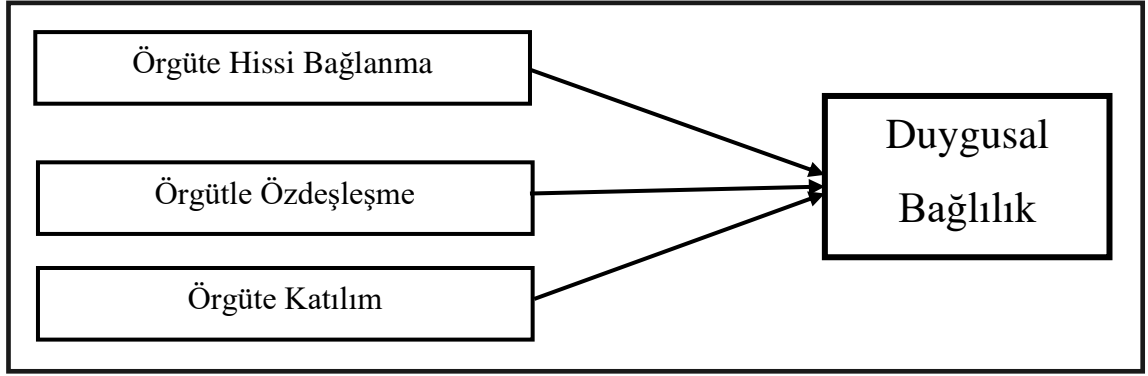 Örgüte Hissi Bağlanma
Örgütle Özdeşleşme
Örgüte Katılım
Duygusal
Bağlılık